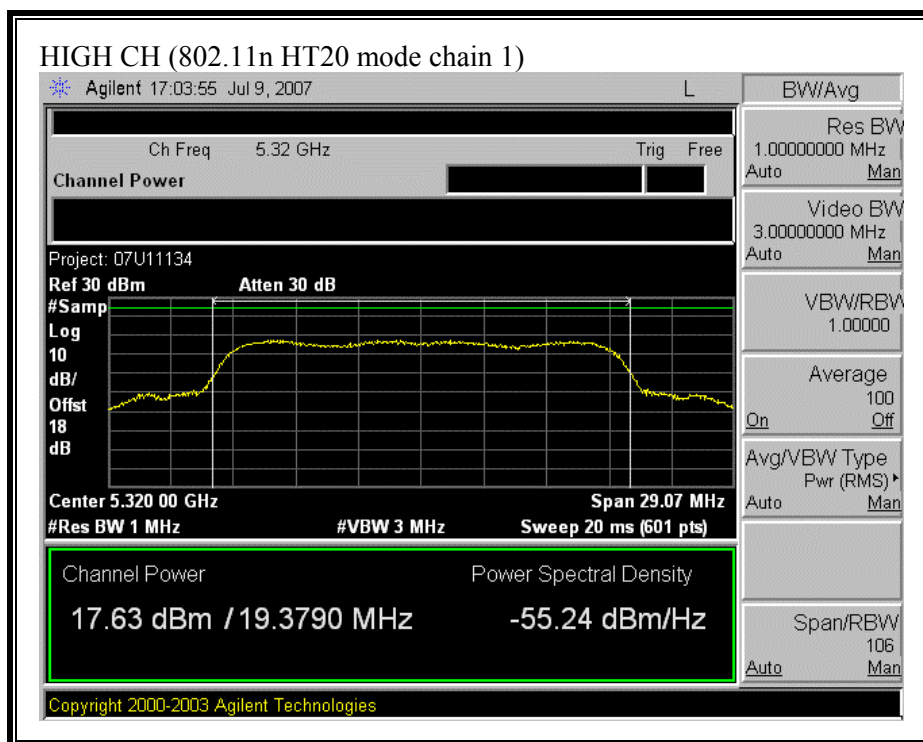 HIGH CH (802.11n HT20 mode chain 1)
Agilent 17:03:55 Jul 9, 2007 L
BW/Avg
Ch Freq 5.32 GHz Trig Free
Channel Power
Res BW
1.00000000 MHz
Auto Man
Video BW
3.00000000 MHz
Auto Man
VBW/RBW
1.00000
Average
100
On Off
Avg/VBW Type
Pwr (RMS)
Auto Man
Span/RBW
106
Auto Man
Project: 07U11134
Ref 30 dBm Atten 30 dB
#Samp
Log
10
dB/
Offst
18
dB
Center 5.320 00 GHz Span 29.07 MHz
#Res BW 1 MHz #VBW 3 MHz Sweep 20 ms (601 pts)
Channel Power Power Spectral Density
17.63 dBm / 19.3790 MHz -55.24 dBm/Hz
Copyright 2000-2003 Agilent Technologies